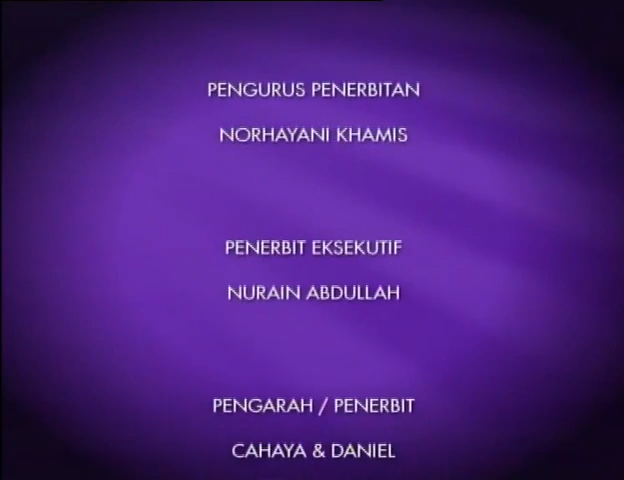 PENGURUS PENERBITAN
NORHAYANI KHAMIS
PENERBIT EKSEKUTIF
NURAIN ABDULLAH
PENGARAH / PENERBIT
CAHAYA & DANIEL